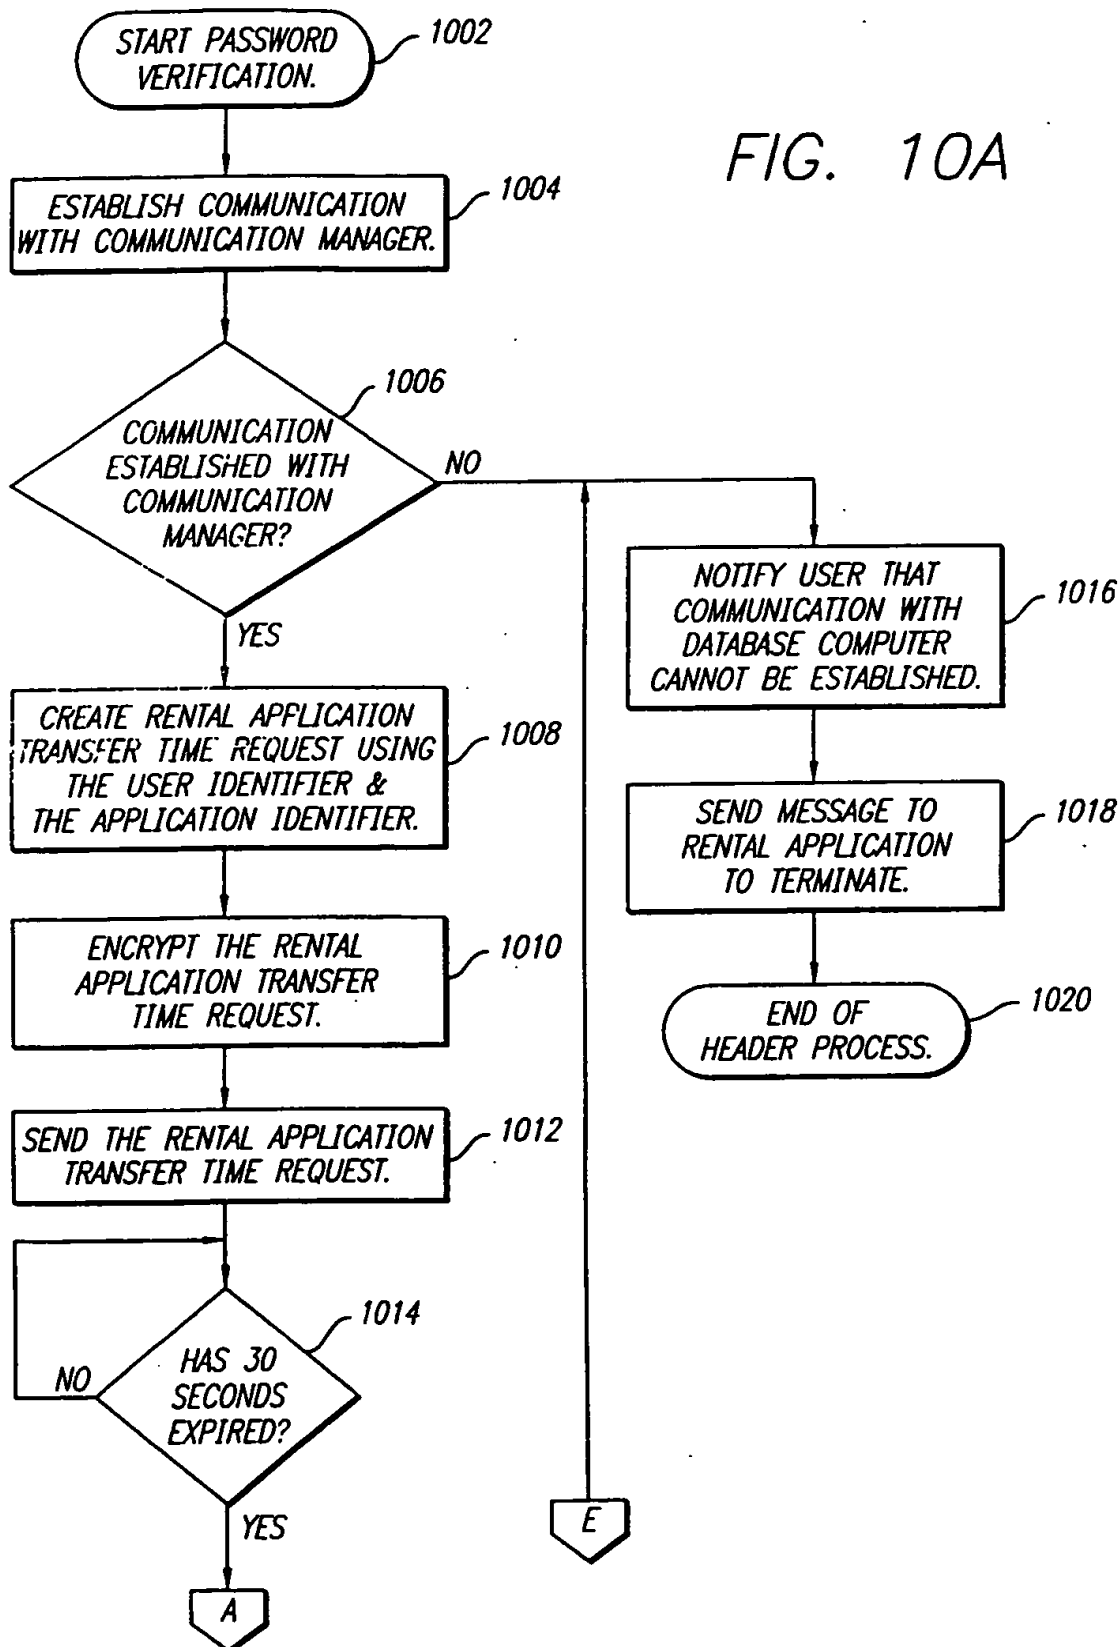 START PASSWORD
VERIFICATION.
1002
FIG. 10A
ESTABLISH COMMUNICATION
WITH COMMUNICATION MANAGER.
1004
COMMUNICATION
ESTABLISHED WITH
COMMUNICATION
MANAGER?
1006
NO
YES
NOTIFY USER THAT
COMMUNICATION WITH
DATABASE COMPUTER
CANNOT BE ESTABLISHED.
1016
CREATE RENTAL APPLICATION
TRANSFER TIME REQUEST USING
THE USER IDENTIFIER &
THE APPLICATION IDENTIFIER.
1008
SEND MESSAGE TO
RENTAL APPLICATION
TO TERMINATE.
1018
ENCRYPT THE RENTAL
APPLICATION TRANSFER
TIME REQUEST.
1010
END OF
HEADER PROCESS.
1020
SEND THE RENTAL APPLICATION
TRANSFER TIME REQUEST.
1012
HAS 30
SECONDS
EXPIRED?
1014
NO
YES
E
A